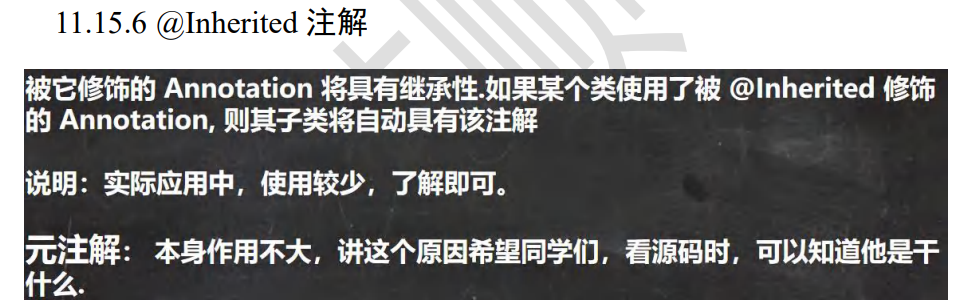 11.15.6 @Inherited 注解
被它修饰的 Annotation 将具有继承性.如果某个类使用了被 @Inherited 修饰
的 Annotation, 则其子类将自动具有该注解
说明：实际应用中，使用较少，了解即可。
元注解： 本身作用不大，讲这个原因希望同学们，看源码时，可以知道他是干
什么.